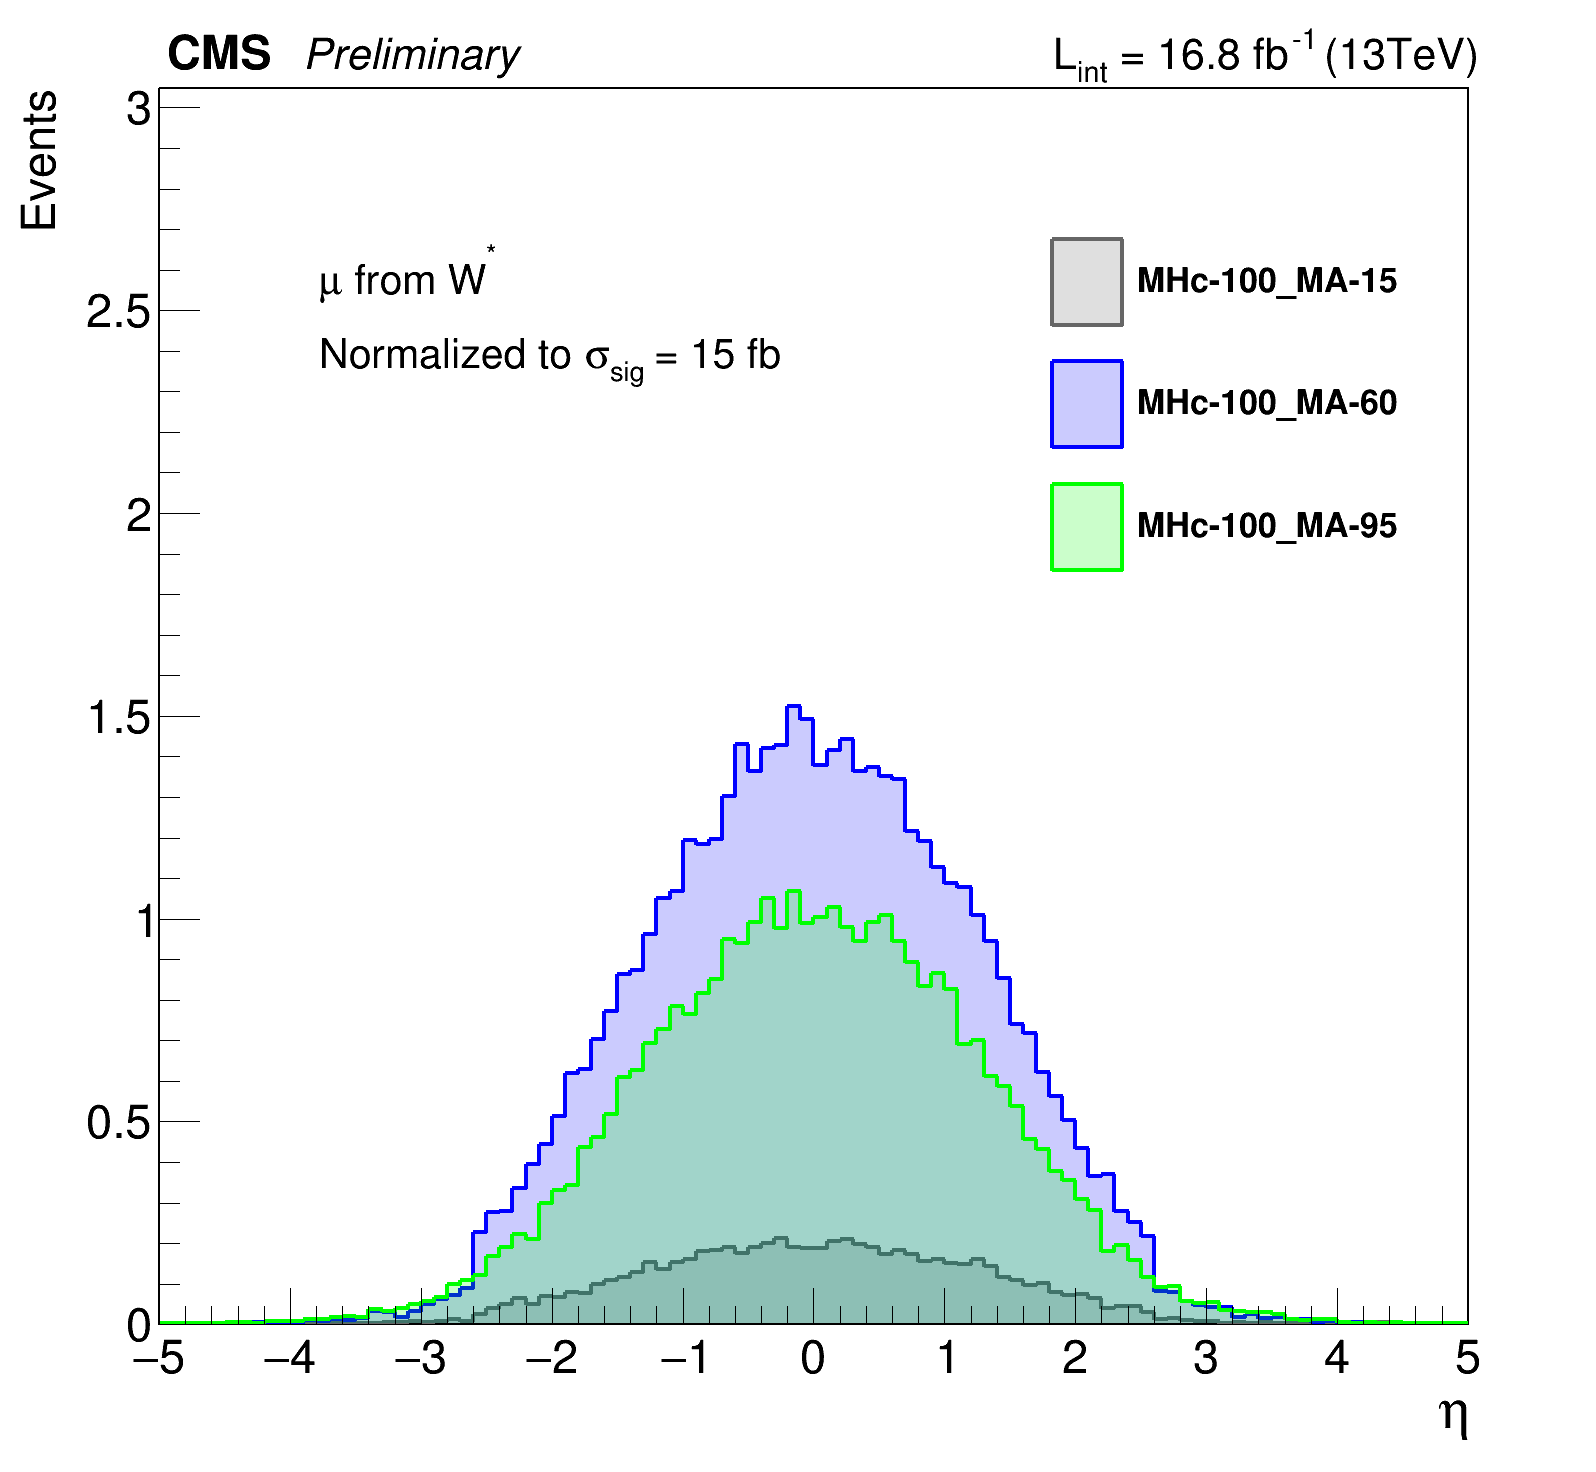 CMS Preliminary
L_int = 16.8 fb^-1 (13TeV)
Events
3
2.5
2
1.5
1
0.5
0
μ from W*
Normalized to σ_sig = 15 fb
MHc-100_MA-15
MHc-100_MA-60
MHc-100_MA-95
−5 −4 −3 −2 −1 0 1 2 3 4 5
η